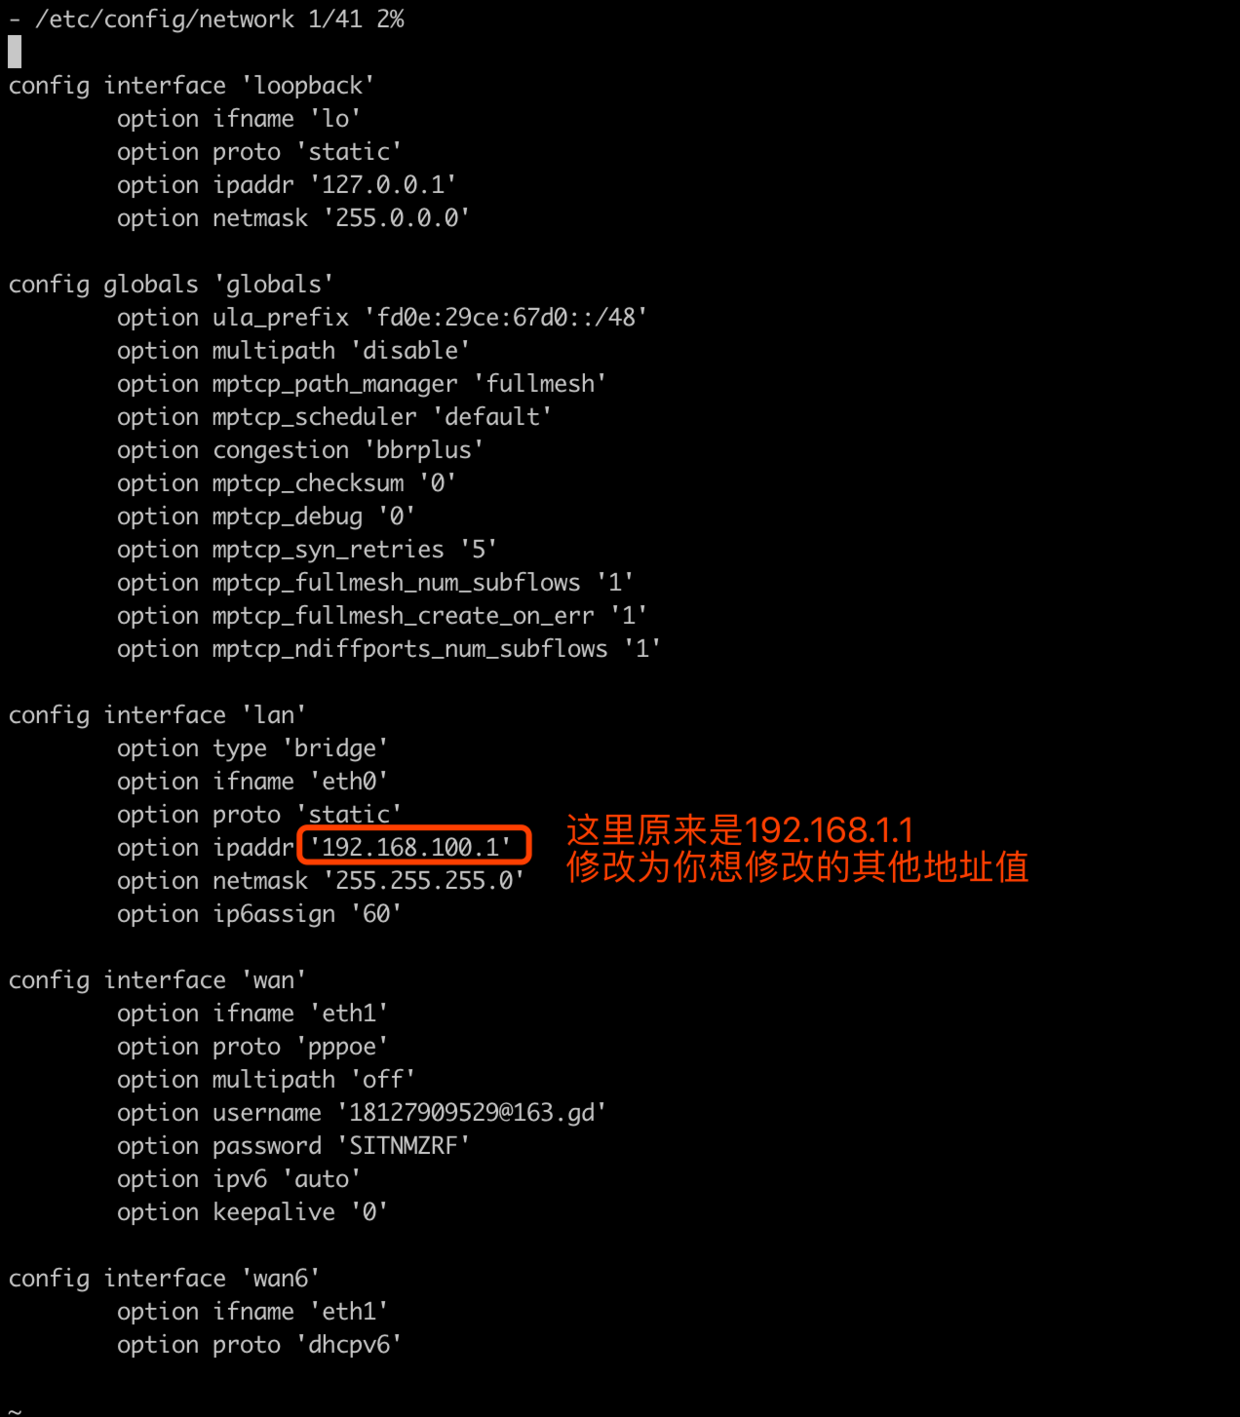 - /etc/config/network 1/41 2%
config interface 'loopback'
option ifname 'lo'
option proto 'static'
option ipaddr '127.0.0.1'
option netmask '255.0.0.0'
config globals 'globals'
option ula_prefix 'fd0e:29ce:67d0::/48'
option multipath 'disable'
option mptcp_path_manager 'fullmesh'
option mptcp_scheduler 'default'
option congestion 'bbrplus'
option mptcp_checksum '0'
option mptcp_debug '0'
option mptcp_syn_retries '5'
option mptcp_fullmesh_num_subflows '1'
option mptcp_fullmesh_create_on_err '1'
option mptcp_ndiffports_num_subflows '1'
config interface 'lan'
option type 'bridge'
option ifname 'eth0'
option proto 'static'
option ipaddr '192.168.100.1'
这里原来是192.168.1.1
修改为你想修改的其他地址值
option netmask '255.255.255.0'
option ip6assign '60'
config interface 'wan'
option ifname 'eth1'
option proto 'pppoe'
option multipath 'off'
option username '18127909529@163.gd'
option password 'SITNMZRF'
option ipv6 'auto'
option keepalive '0'
config interface 'wan6'
option ifname 'eth1'
option proto 'dhcpv6'
~